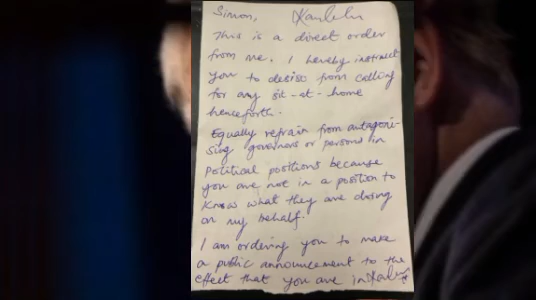 Simon,
This is a direct order
from me. I hereby instruct
you to desist from calling
for any sit-at-home
henceforth.
Equally refrain from antagoni-
sing governors or persons in
Political positions because
you are not in a position to
know what they are doing
on my behalf.
I am ordering you to make
a public announcement to the
effect that you are in